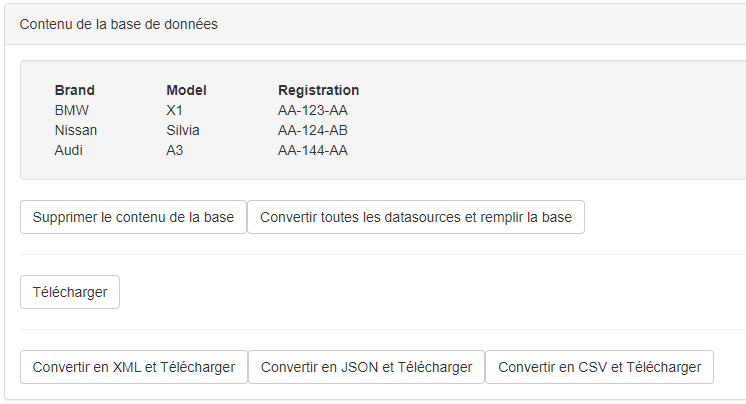 Contenu de la base de données
Brand Model Registration
BMW X1 AA-123-AA
Nissan Silvia AA-124-AB
Audi A3 AA-144-AA
Supprimer le contenu de la base Convertir toutes les datasources et remplir la base
Télécharger
Convertir en XML et Télécharger Convertir en JSON et Télécharger Convertir en CSV et Télécharger